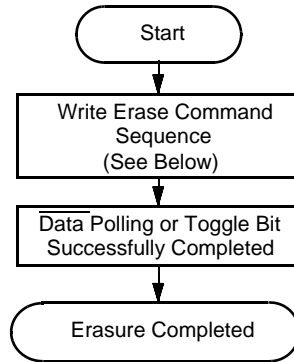 Start
Write Erase Command
Sequence
(See Below)
Data Polling or Toggle Bit
Successfully Completed
Erasure Completed